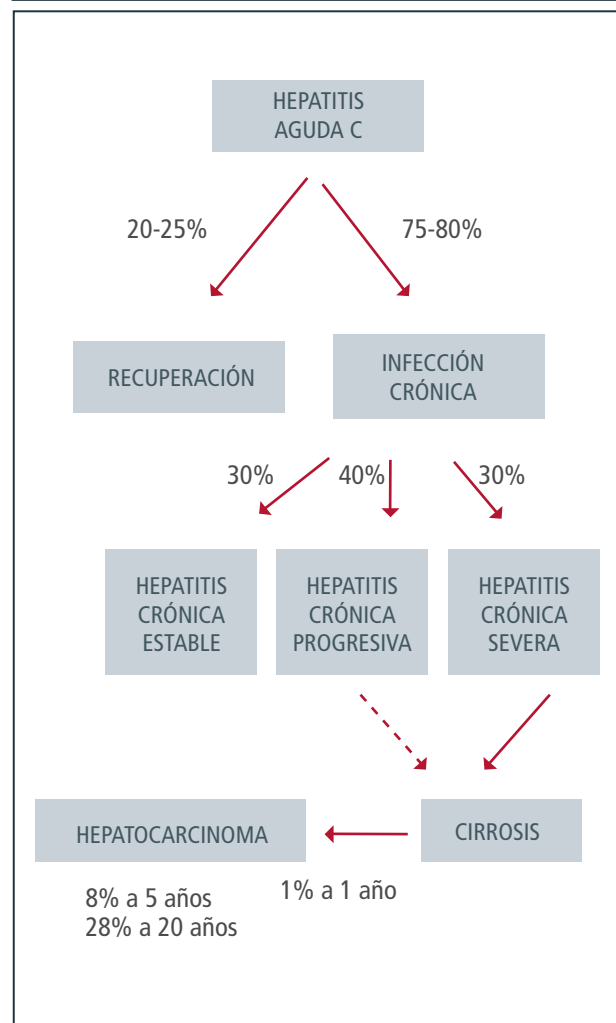 HEPATITIS
AGUDA C
20-25%
75-80%
RECUPERACIÓN
INFECCIÓN
CRÓNICA
30%
40%
30%
HEPATITIS
CRÓNICA
ESTABLE
HEPATITIS
CRÓNICA
PROGRESIVA
HEPATITIS
CRÓNICA
SEVERA
HEPATOCARCINOMA
CIRROSIS
1% a 1 año
8% a 5 años
28% a 20 años